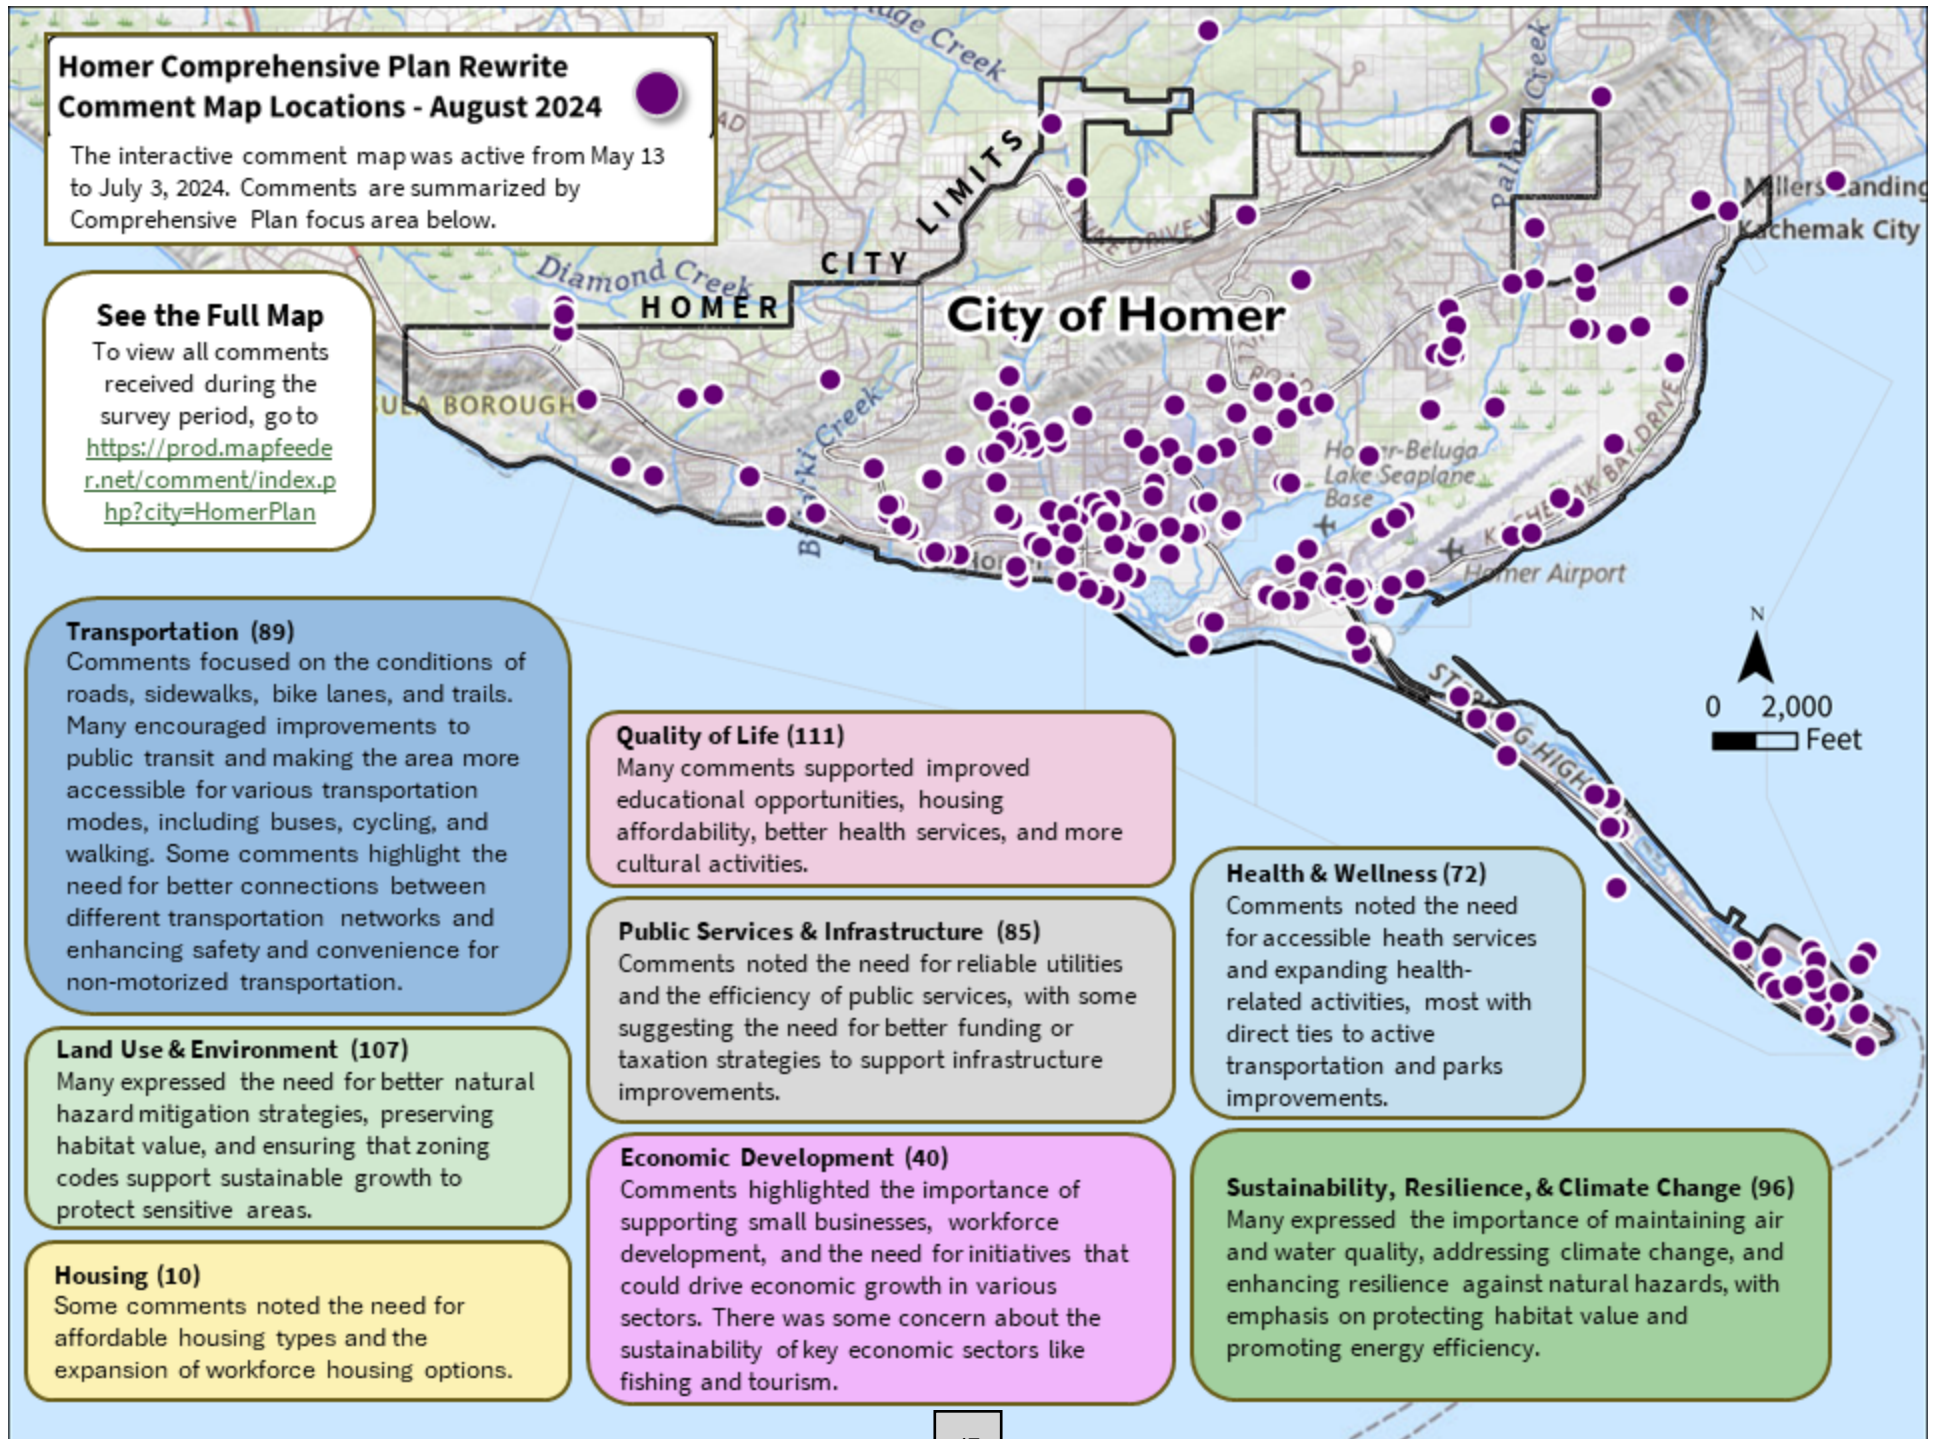 Homer Comprehensive Plan Rewrite
Comment Map Locations - August 2024
The interactive comment map was active from May 13
to July 3, 2024. Comments are summarized by
Comprehensive Plan focus area below.
See the Full Map
To view all comments
received during the
survey period, go to
https://prod.mapfeede
r.net/comment/index.p
hp?city=HomerPlan
Creek
Diamond Creek
HOMER
CITY
LIMITS
City of Homer
Creek
Kachemak City
BOROUGH
Creek
ROAD
Lake Seaplane
Base
BAY DRIVE
Homer Airport
N
0 2,000
Feet
Transportation (89)
Comments focused on the conditions of
roads, sidewalks, bike lanes, and trails.
Many encouraged improvements to
public transit and making the area more
accessible for various transportation
modes, including buses, cycling, and
walking. Some comments highlight the
need for better connections between
different transportation networks and
enhancing safety and convenience for
non-motorized transportation.
Land Use & Environment (107)
Many expressed the need for better natural
hazard mitigation strategies, preserving
habitat value, and ensuring that zoning
codes support sustainable growth to
protect sensitive areas.
Housing (10)
Some comments noted the need for
affordable housing types and the
expansion of workforce housing options.
Quality of Life (111)
Many comments supported improved
educational opportunities, housing
affordability, better health services, and more
cultural activities.
Public Services & Infrastructure (85)
Comments noted the need for reliable utilities
and the efficiency of public services, with some
suggesting the need for better funding or
taxation strategies to support infrastructure
improvements.
Economic Development (40)
Comments highlighted the importance of
supporting small businesses, workforce
development, and the need for initiatives that
could drive economic growth in various
sectors. There was some concern about the
sustainability of key economic sectors like
fishing and tourism.
Health & Wellness (72)
Comments noted the need
for accessible heath services
and expanding health-
related activities, most with
direct ties to active
transportation and parks
improvements.
Sustainability, Resilience, & Climate Change (96)
Many expressed the importance of maintaining air
and water quality, addressing climate change, and
enhancing resilience against natural hazards, with
emphasis on protecting habitat value and
promoting energy efficiency.